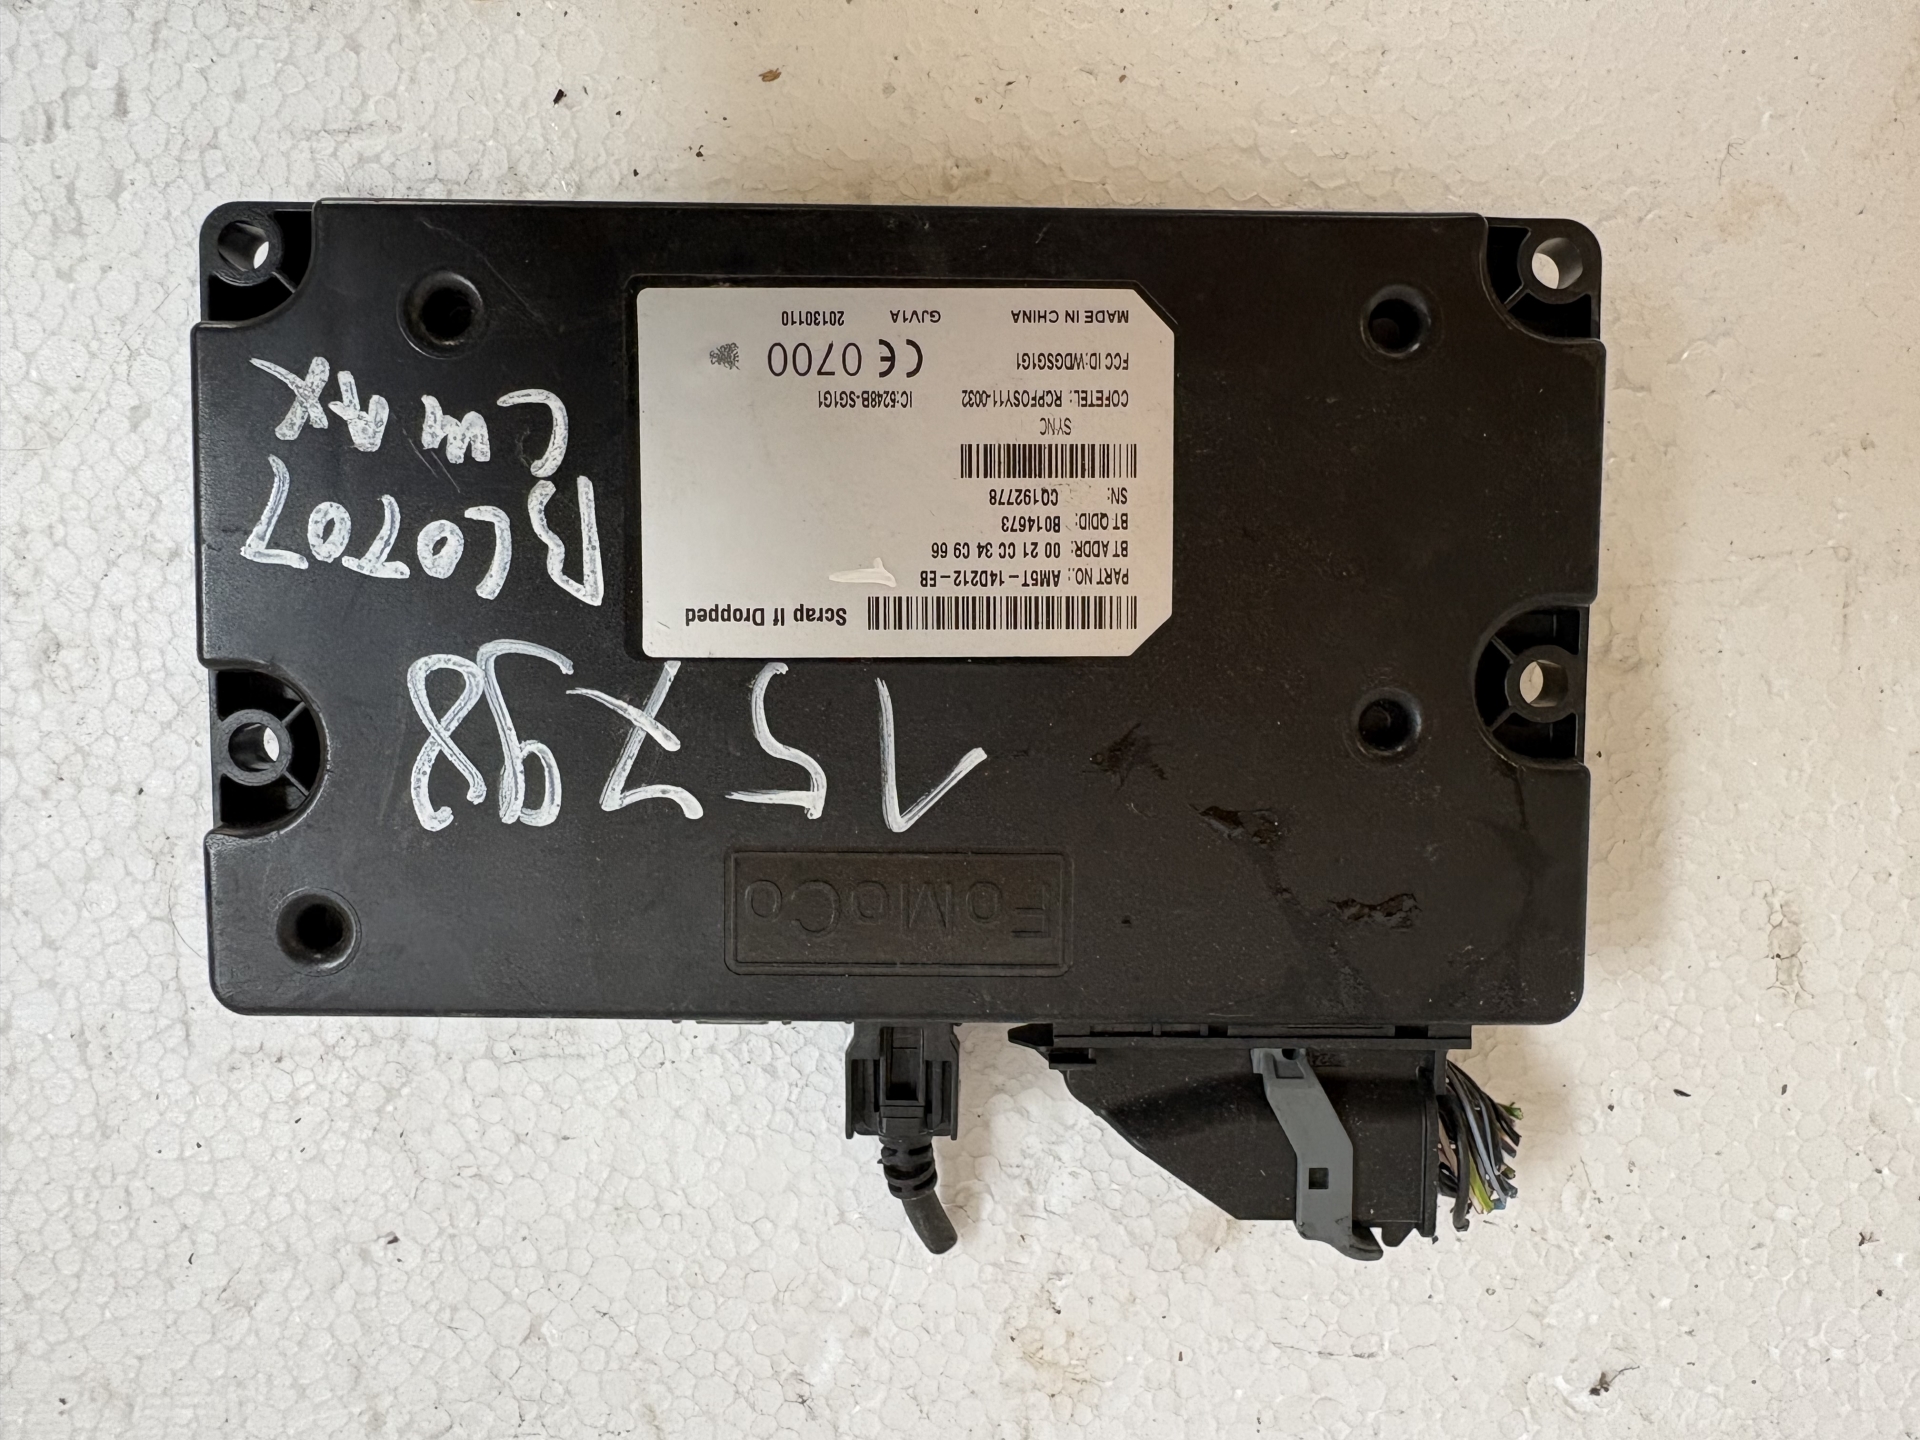 FoMoCo
15798
BL0707
CMAX
Scrap If Dropped
PART NO.: AM5T-14D212-EB
BT ADDR: 00 21 CC 34 C9 66
BT QDID: B014673
SN: CQ192778
SYNC
COFETEL: RCPFOSY11-0032 IC:5248B-SG1G1
FCC ID:WDGSG1G1 CE 0700
MADE IN CHINA GJV1A 20130110